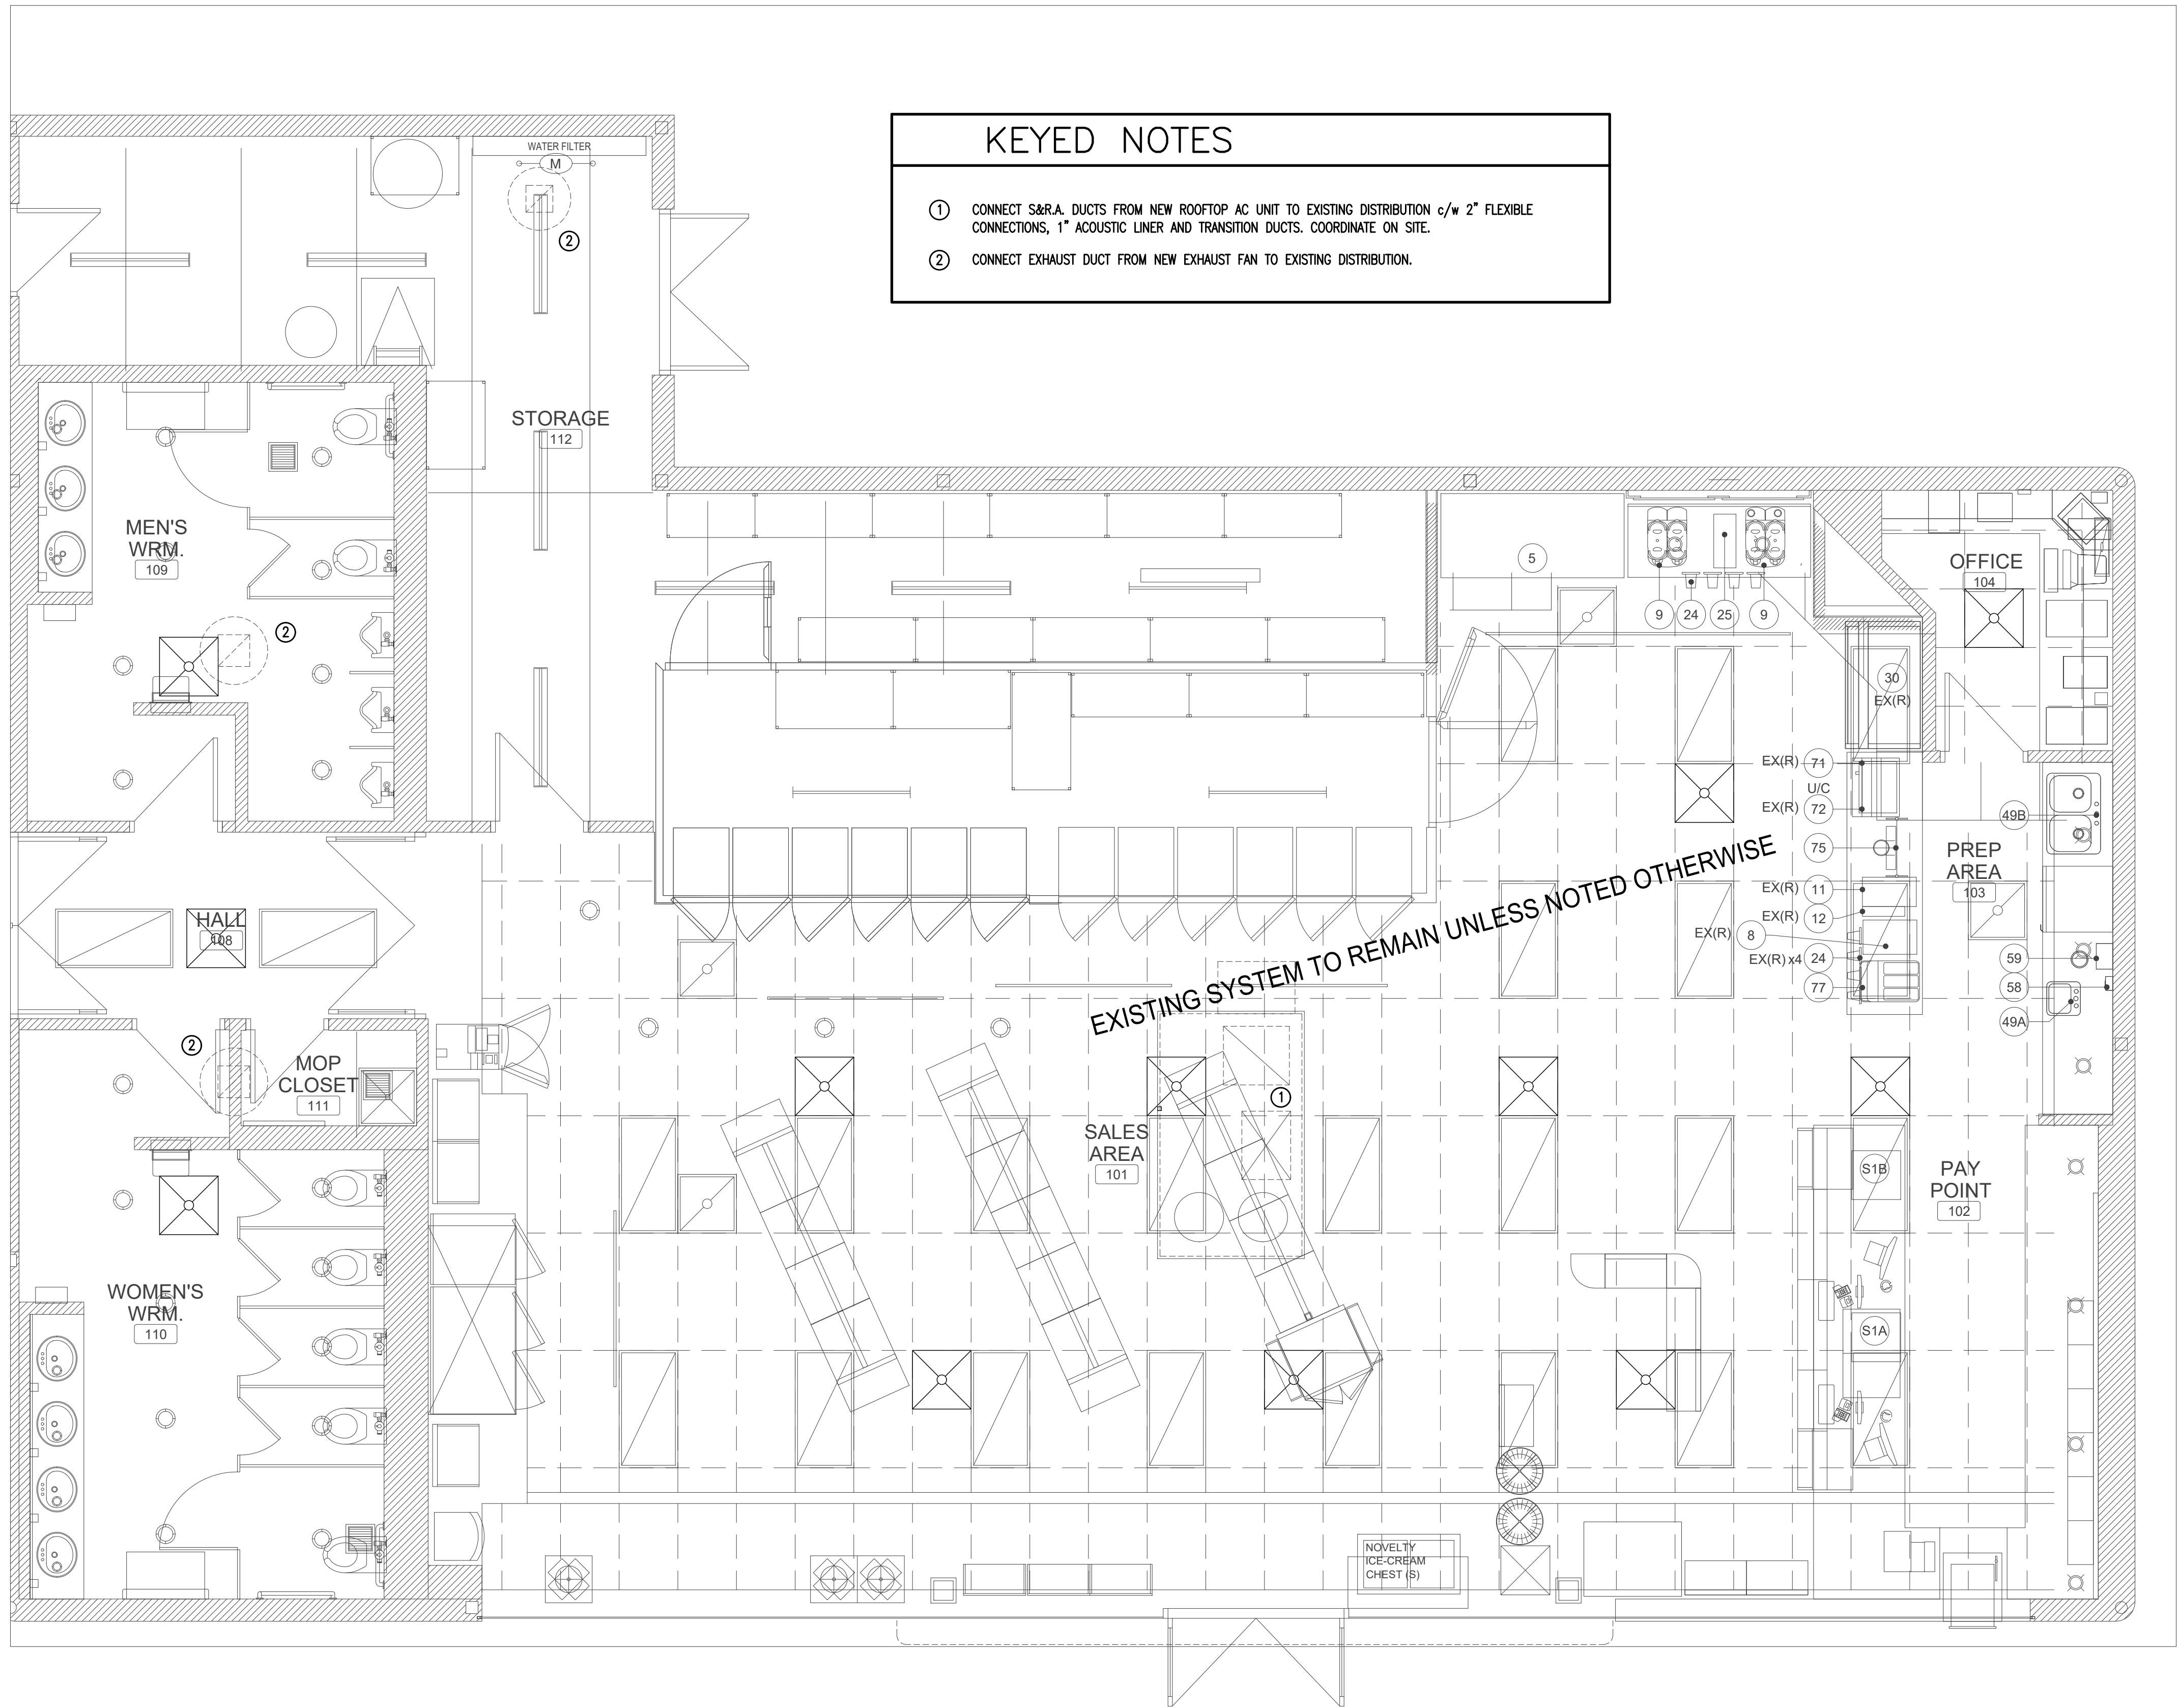 KEYED NOTES
1 CONNECT S&R.A. DUCTS FROM NEW ROOFTOP AC UNIT TO EXISTING DISTRIBUTION c/w 2" FLEXIBLE
CONNECTIONS, 1" ACOUSTIC LINER AND TRANSITION DUCTS. COORDINATE ON SITE.
2 CONNECT EXHAUST DUCT FROM NEW EXHAUST FAN TO EXISTING DISTRIBUTION.
WATER FILTER
M
2
STORAGE
112
MEN'S
WRM.
109
2
5
9
24
25
9
OFFICE
104
30
EX(R)
EX(R) 71
U/C
EX(R) 72
75
EX(R) 11
EX(R) 12
EX(R) 8
EX(R) x4 24
77
49B
PREP
AREA
103
59
58
49A
EXISTING SYSTEM TO REMAIN UNLESS NOTED OTHERWISE
HALL
108
2
MOP
CLOSET
111
1
SALES
AREA
101
S1B
PAY
POINT
102
S1A
WOMEN'S
WRM.
110
NOVELTY
ICE-CREAM
CHEST (S)